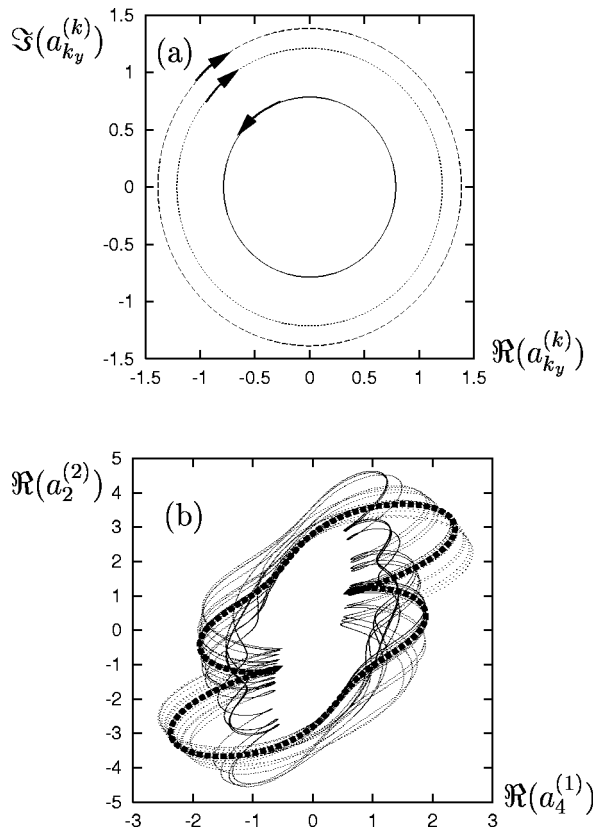 ℑ(a_{k_y}^{(k)})
(a)
1.5
1
0.5
0
-0.5
-1
-1.5
-1.5 -1 -0.5 0 0.5 1 1.5
ℜ(a_{k_y}^{(k)})
ℜ(a_2^{(2)})
(b)
5
4
3
2
1
0
-1
-2
-3
-4
-5
-3 -2 -1 0 1 2 3
ℜ(a_4^{(1)})